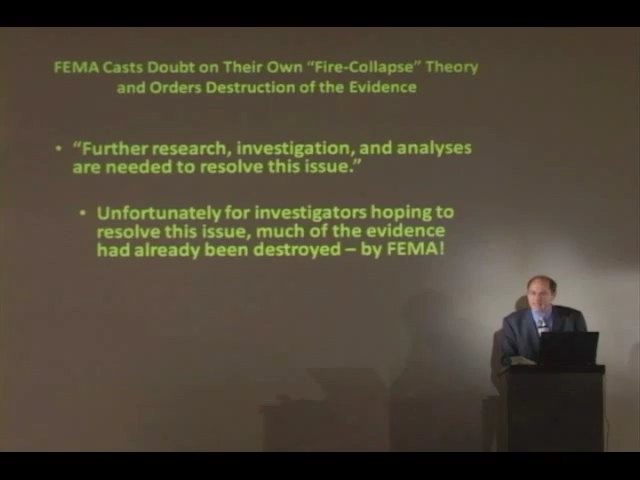 FEMA Casts Doubt on Their Own “Fire-Collapse” Theory
and Orders Destruction of the Evidence
• “Further research, investigation, and analyses
are needed to resolve this issue.”
• Unfortunately for investigators hoping to
resolve this issue, much of the evidence
had already been destroyed – by FEMA!